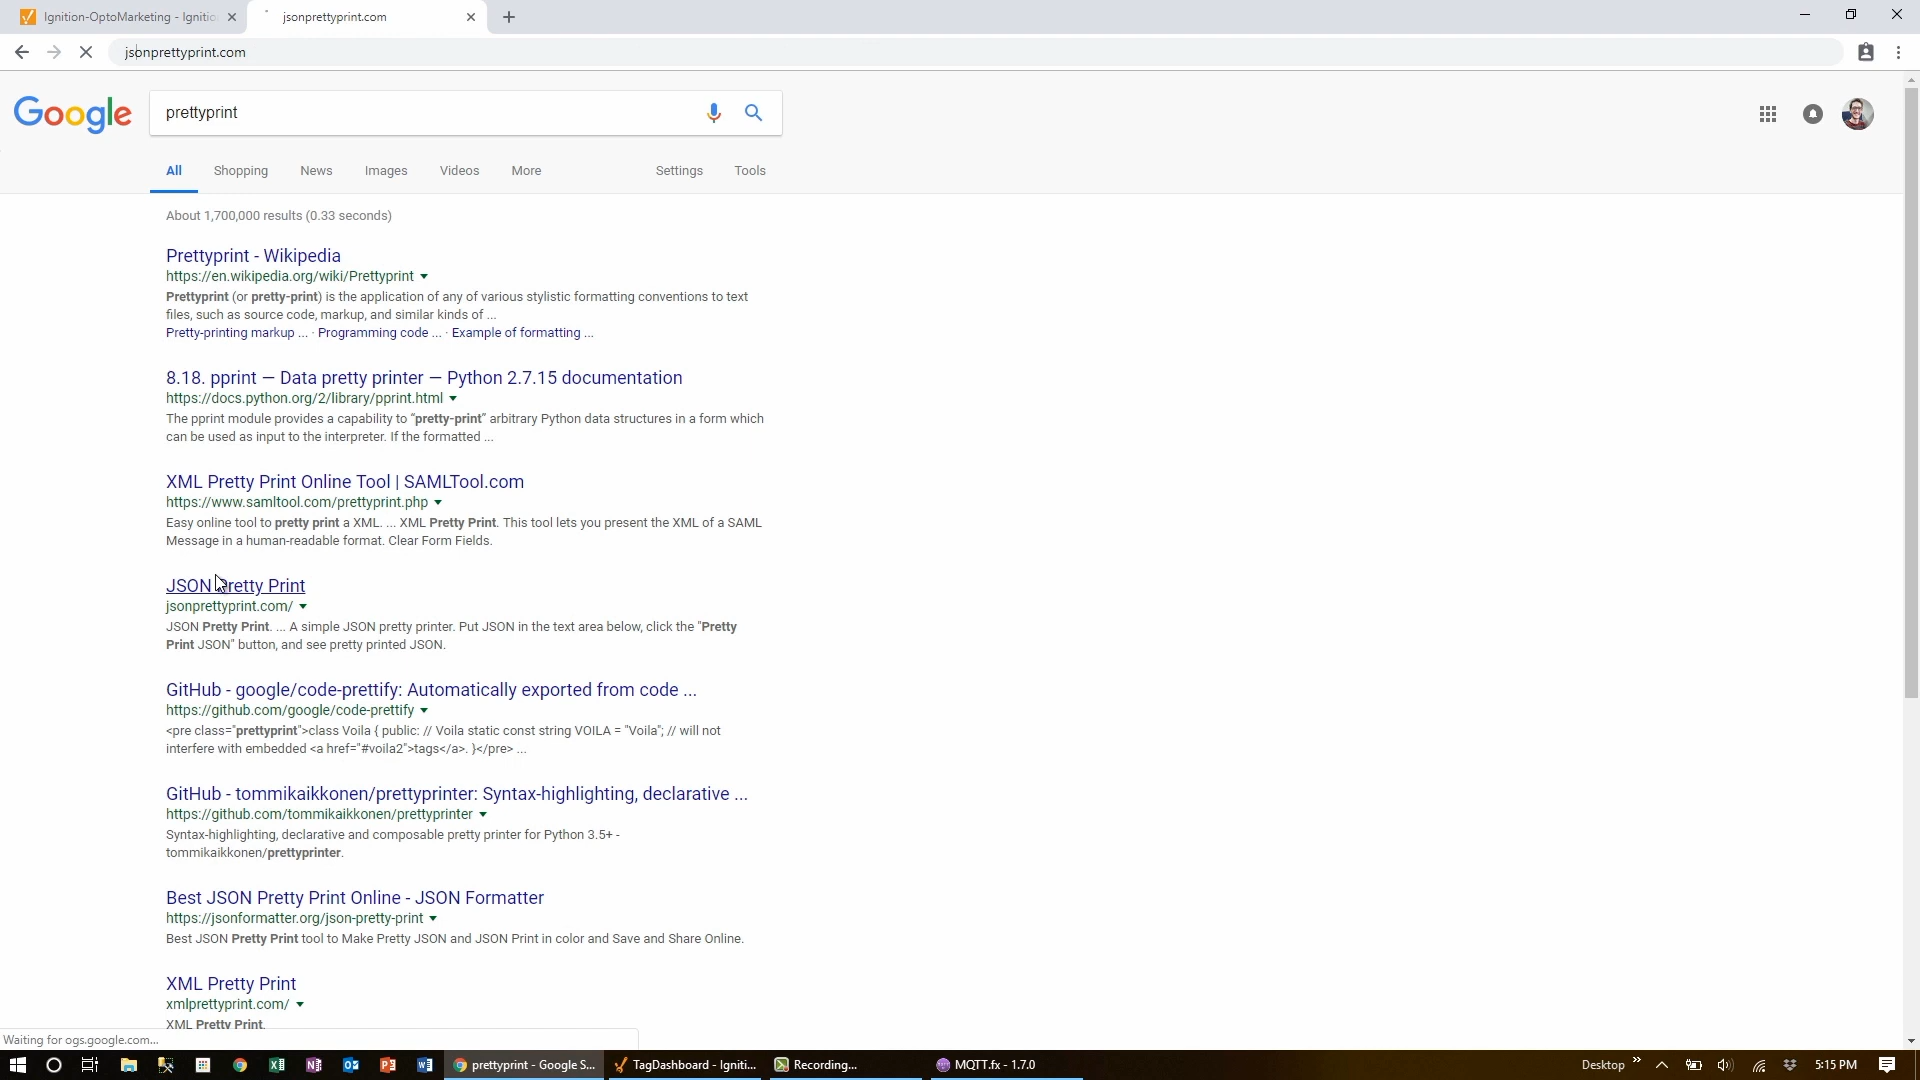 Ignition-OptoMarketing - Ignitio
jsonprettyprint.com
jsonprettyprint.com
Google
prettyprint
All Shopping News Images Videos More Settings Tools
About 1,700,000 results (0.33 seconds)
Prettyprint - Wikipedia
https://en.wikipedia.org/wiki/Prettyprint
Prettyprint (or pretty-print) is the application of any of various stylistic formatting conventions to text
files, such as source code, markup, and similar kinds of ...
Pretty-printing markup ... · Programming code ... · Example of formatting ...
8.18. pprint — Data pretty printer — Python 2.7.15 documentation
https://docs.python.org/2/library/pprint.html
The pprint module provides a capability to “pretty-print” arbitrary Python data structures in a form which
can be used as input to the interpreter. If the formatted ...
XML Pretty Print Online Tool | SAMLTool.com
https://www.samltool.com/prettyprint.php
Easy online tool to pretty print a XML. ... XML Pretty Print. This tool lets you present the XML of a SAML
Message in a human-readable format. Clear Form Fields.
JSON Pretty Print
jsonprettyprint.com/
JSON Pretty Print. ... A simple JSON pretty printer. Put JSON in the text area below, click the "Pretty
Print JSON" button, and see pretty printed JSON.
GitHub - google/code-prettify: Automatically exported from code ...
https://github.com/google/code-prettify
<pre class="prettyprint">class Voila { public: // Voila static const string VOILA = "Voila"; // will not
interfere with embedded <a href="#voila2">tags</a>. }</pre> ...
GitHub - tommikaikkonen/prettyprinter: Syntax-highlighting, declarative ...
https://github.com/tommikaikkonen/prettyprinter
Syntax-highlighting, declarative and composable pretty printer for Python 3.5+ -
tommikaikkonen/prettyprinter.
Best JSON Pretty Print Online - JSON Formatter
https://jsonformatter.org/json-pretty-print
Best JSON Pretty Print tool to Make Pretty JSON and JSON Print in color and Save and Share Online.
XML Pretty Print
xmlprettyprint.com/
XML Pretty Print.
Waiting for ogs.google.com...
prettyprint - Google S... TagDashboard - Igniti... Recording... MQTT.fx - 1.7.0 Desktop 5:15 PM